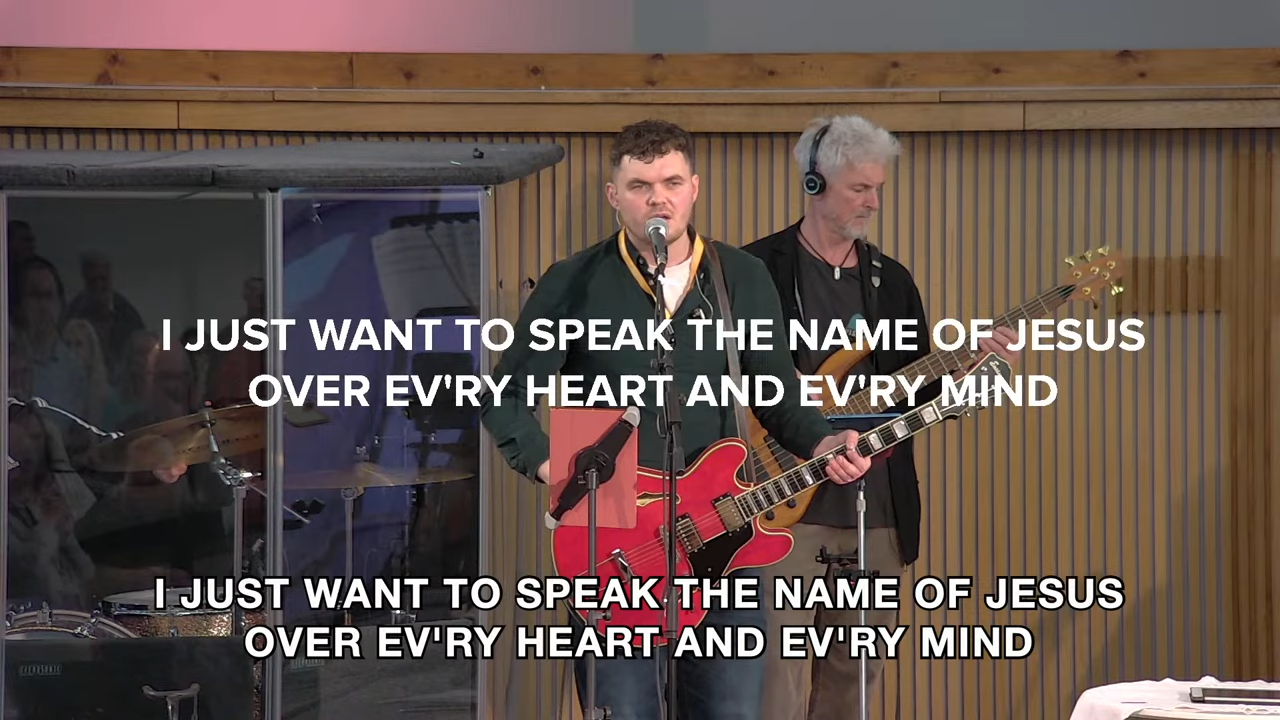 I JUST WANT TO SPEAK THE NAME OF JESUS
OVER EV'RY HEART AND EV'RY MIND
I JUST WANT TO SPEAK THE NAME OF JESUS
OVER EV'RY HEART AND EV'RY MIND